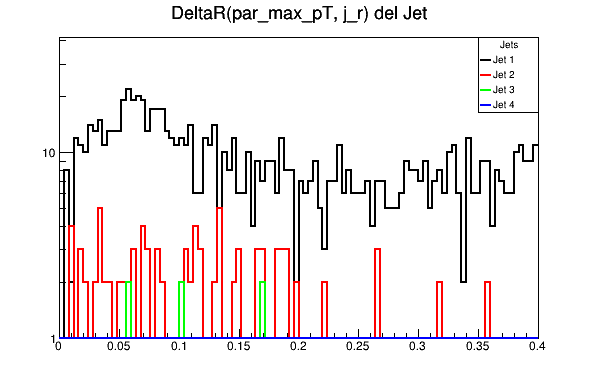 DeltaR(par_max_pT, j_r) del Jet
Jets
Jet 1
Jet 2
Jet 3
Jet 4
10
1
0 0.05 0.1 0.15 0.2 0.25 0.3 0.35 0.4